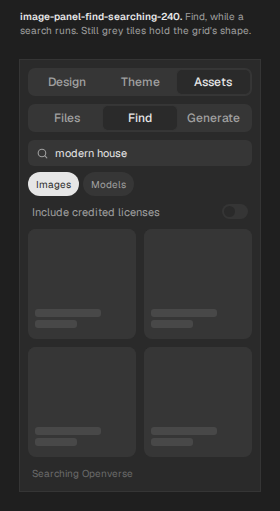 image-panel-find-searching-240. Find, while a
search runs. Still grey tiles hold the grid's shape.
Design Theme Assets
Files Find Generate
modern house
Images Models
Include credited licenses
Searching Openverse